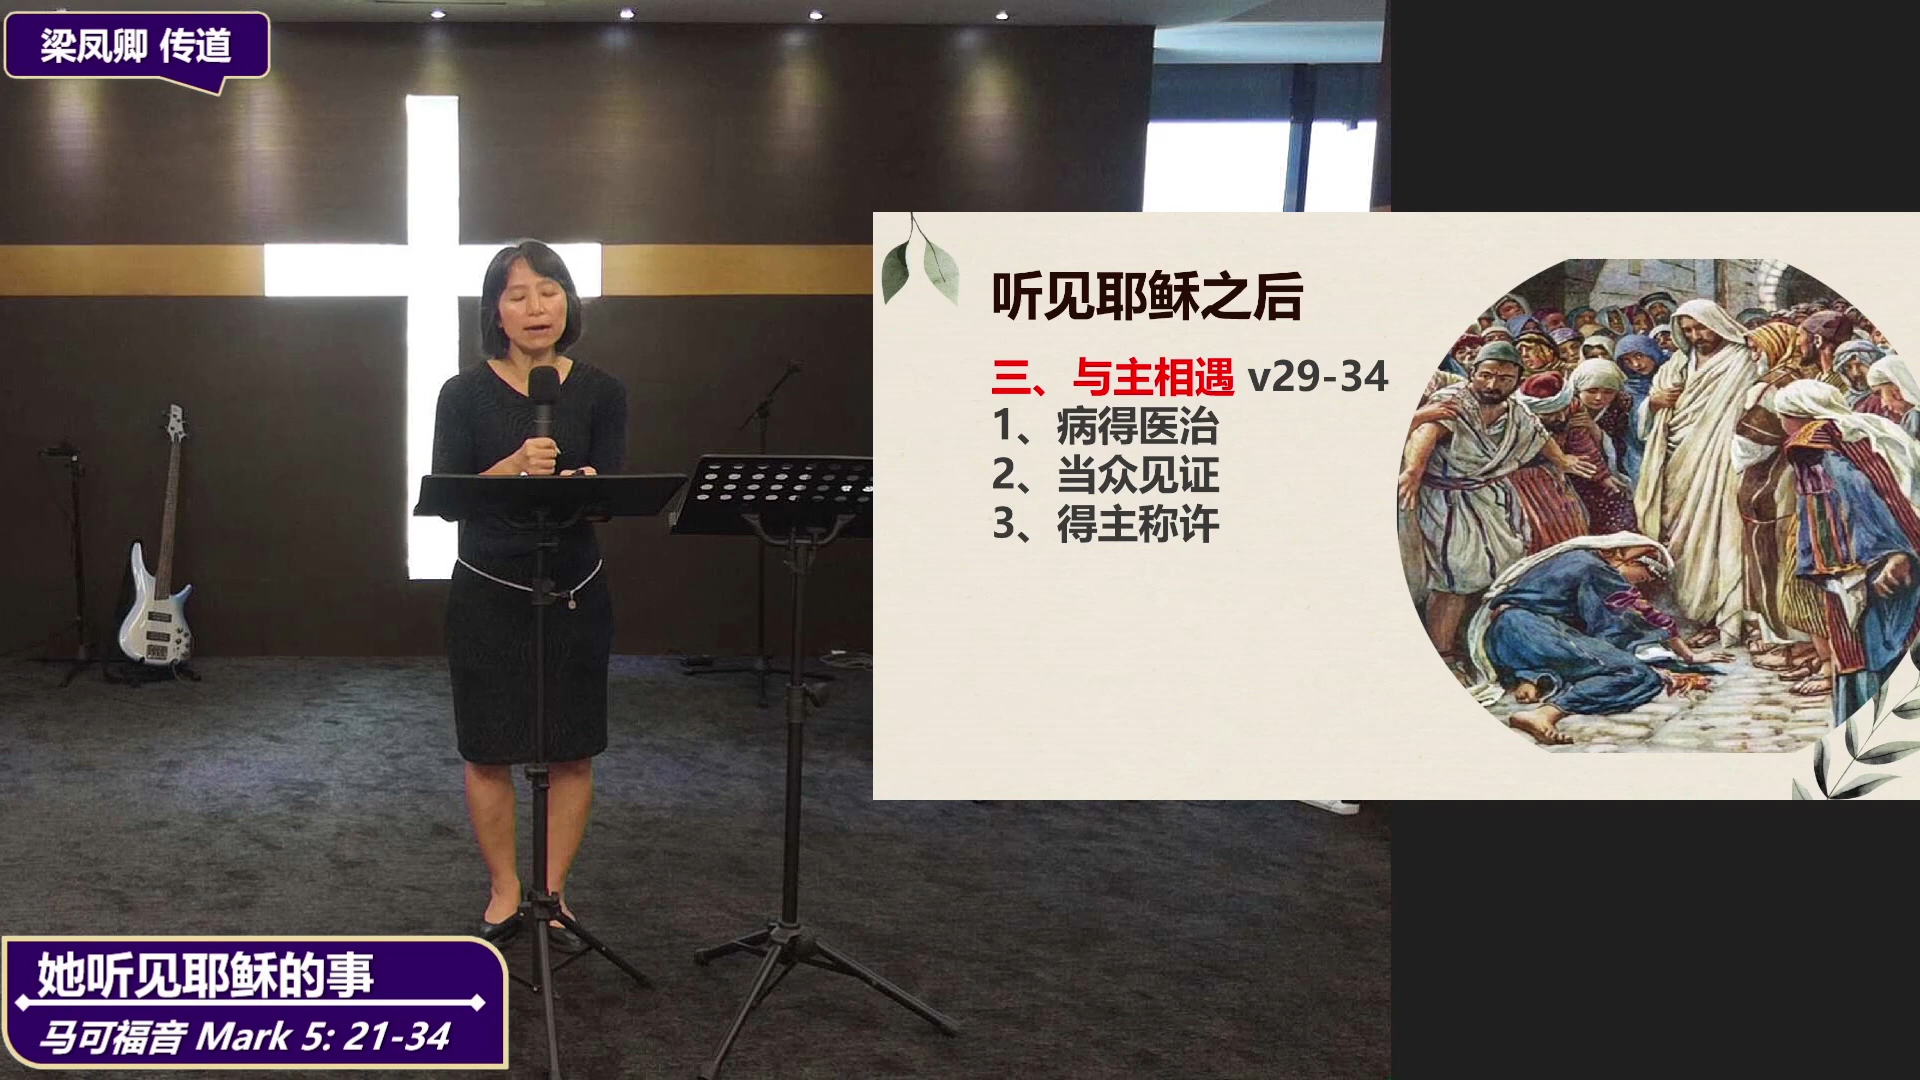 梁凤卿 传道
听见耶稣之后
三、与主相遇 v29-34
1、病得医治
2、当众见证
3、得主称许
她听见耶稣的事
马可福音 Mark 5: 21-34